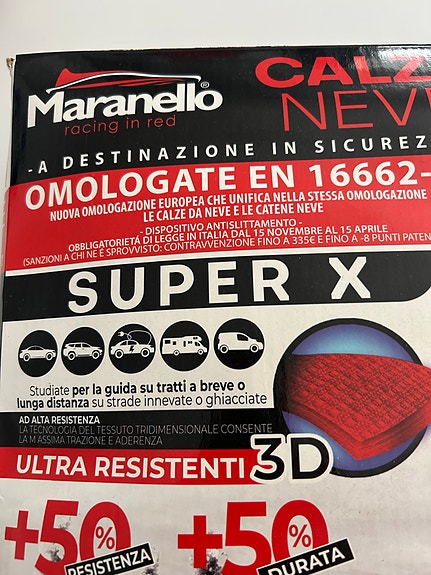 Maranello®
racing in red
CALZ
NEV
- A DESTINAZIONE IN SICUREZ
OMOLOGATE EN 16662-
NUOVA OMOLOGAZIONE EUROPEA CHE UNIFICA NELLA STESSA OMOLOGAZIONE
LE CALZE DA NEVE E LE CATENE NEVE
- DISPOSITIVO ANTISLITTAMENTO -
OBBLIGATORIETÁ DI LEGGE IN ITALIA DAL 15 NOVEMBRE AL 15 APRILE
(SANZIONI A CHI NE È SPROVVISTO: CONTRAVVENZIONE FINO A 335€ E FINO A -8 PUNTI PATEN
SUPER X
Studiate per la guida su tratti a breve o
lunga distanza su strade innevate o ghiacciate
AD ALTA RESISTENZA
LA TECNOLOGIA DEL TESSUTO TRIDIMENSIONALE CONSENTE
LA MASSIMA TRAZIONE E ADERENZA
ULTRA RESISTENTI 3D
+50%
RESISTENZA
+50%
DURATA